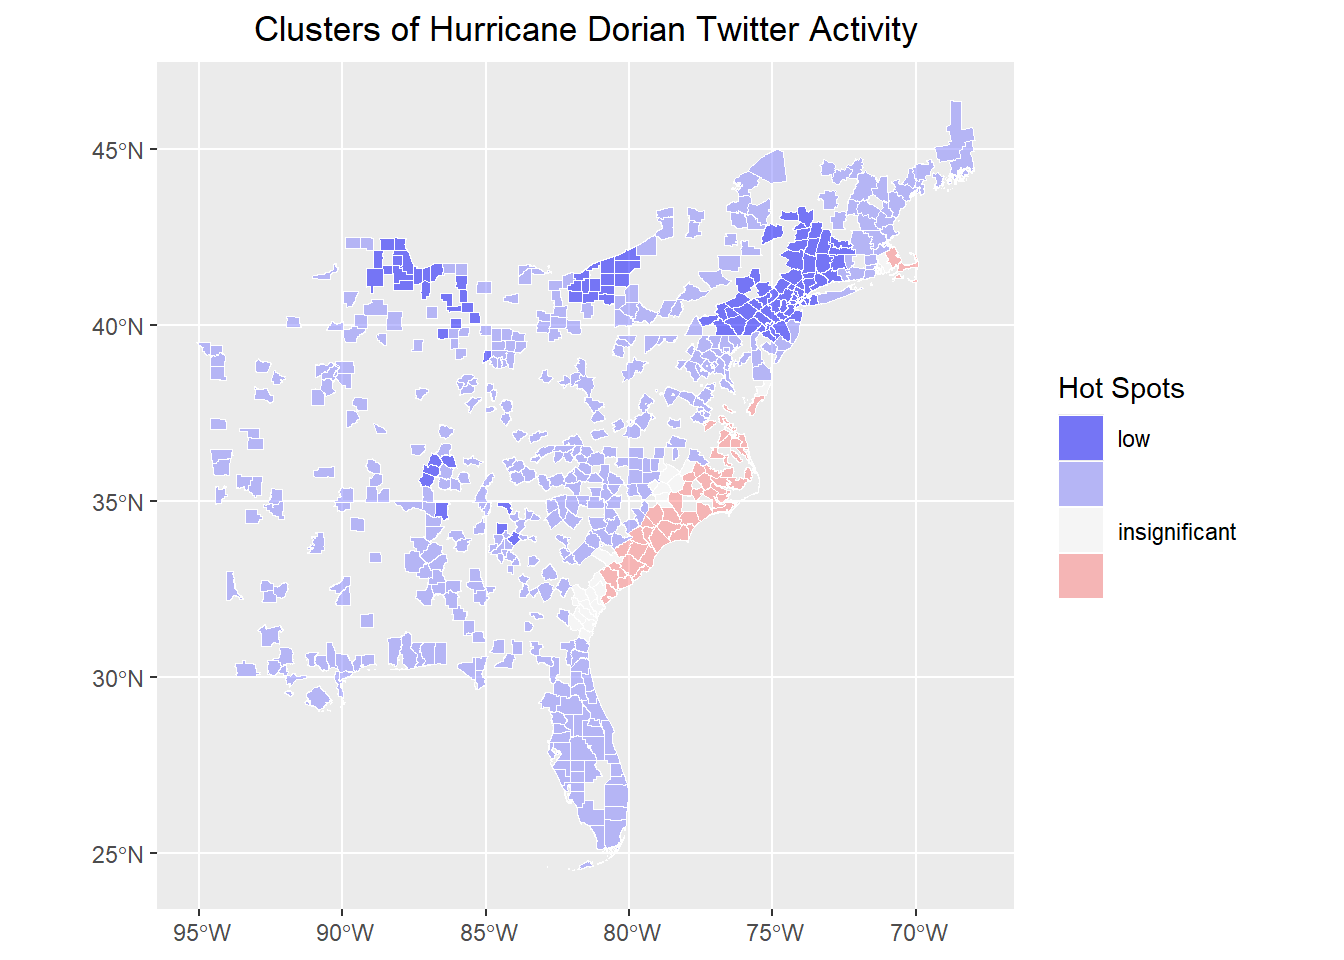 Clusters of Hurricane Dorian Twitter Activity
45°N
40°N
35°N
30°N
25°N
95°W 90°W 85°W 80°W 75°W 70°W
Hot Spots
low
insignificant